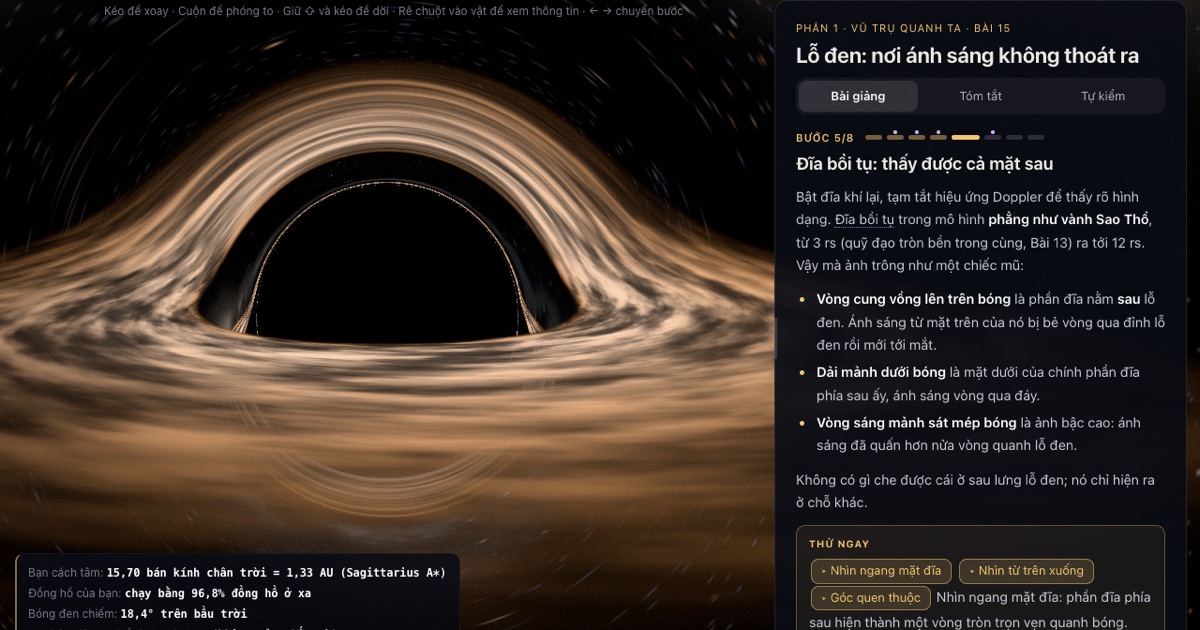 Kéo để xoay · Cuộn để phóng to · Giữ ⇧ và kéo để dời · Rê chuột vào vật để xem thông tin · ← → chuyển bước
PHẦN 1 · VŨ TRỤ QUANH TA · BÀI 15
Lỗ đen: nơi ánh sáng không thoát ra
Bài giảng Tóm tắt Tự kiểm
BƯỚC 5/8
Đĩa bồi tụ: thấy được cả mặt sau
Bật đĩa khí lại, tạm tắt hiệu ứng Doppler để thấy rõ hình
dạng. Đĩa bồi tụ trong mô hình phẳng như vành Sao Thổ,
từ 3 rs (quỹ đạo tròn bền trong cùng, Bài 13) ra tới 12 rs.
Vậy mà ảnh trông như một chiếc mũ:
• Vòng cung vồng lên trên bóng là phần đĩa nằm sau lỗ
đen. Ánh sáng từ mặt trên của nó bị bẻ vòng qua đỉnh lỗ
đen rồi mới tới mắt.
• Dải mảnh dưới bóng là mặt dưới của chính phần đĩa
phía sau ấy, ánh sáng vòng qua đáy.
• Vòng sáng mảnh sát mép bóng là ảnh bậc cao: ánh
sáng đã quấn hơn nửa vòng quanh lỗ đen.
Không có gì che được cái ở sau lưng lỗ đen; nó chỉ hiện ra
ở chỗ khác.
THỬ NGAY
‣ Nhìn ngang mặt đĩa ‣ Nhìn từ trên xuống
‣ Góc quen thuộc Nhìn ngang mặt đĩa: phần đĩa phía
sau hiện thành một vòng tròn trọn vẹn quanh bóng.
Bạn cách tâm: 15,70 bán kính chân trời = 1,33 AU (Sagittarius A*)
Đồng hồ của bạn: chạy bằng 96,8% đồng hồ ở xa
Bóng đen chiếm: 18,4° trên bầu trời